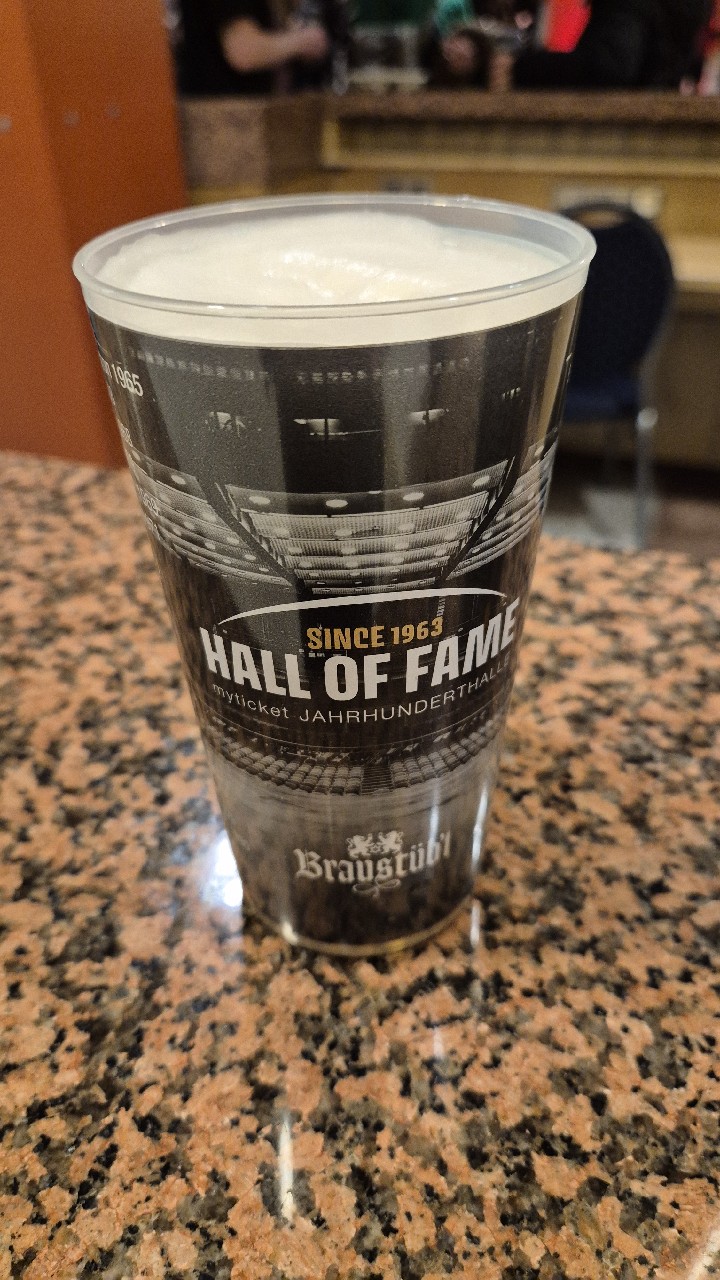 1965
SINCE 1963
HALL OF FAME
myticket JAHRHUNDERTHALLE
Braustüb'l